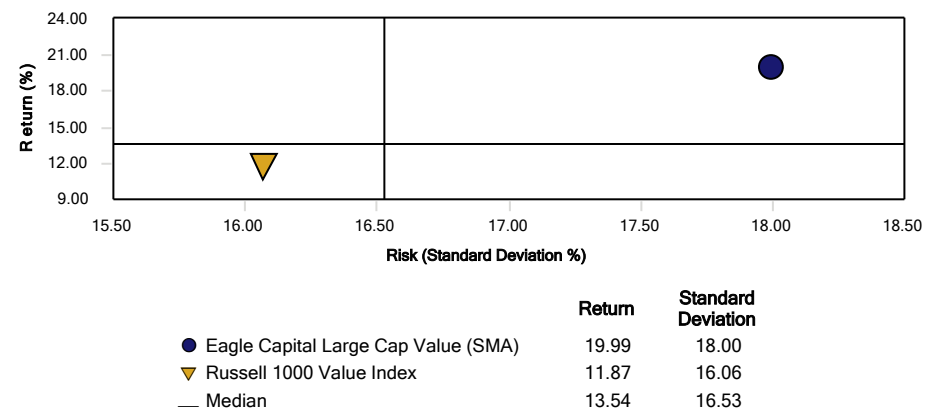 24.00
21.00
18.00
15.00
12.00
9.00
Return (%)
15.50 16.00 16.50 17.00 17.50 18.00 18.50
Risk (Standard Deviation %)
Return Standard Deviation
Eagle Capital Large Cap Value (SMA) 19.99 18.00
Russell 1000 Value Index 11.87 16.06
Median 13.54 16.53